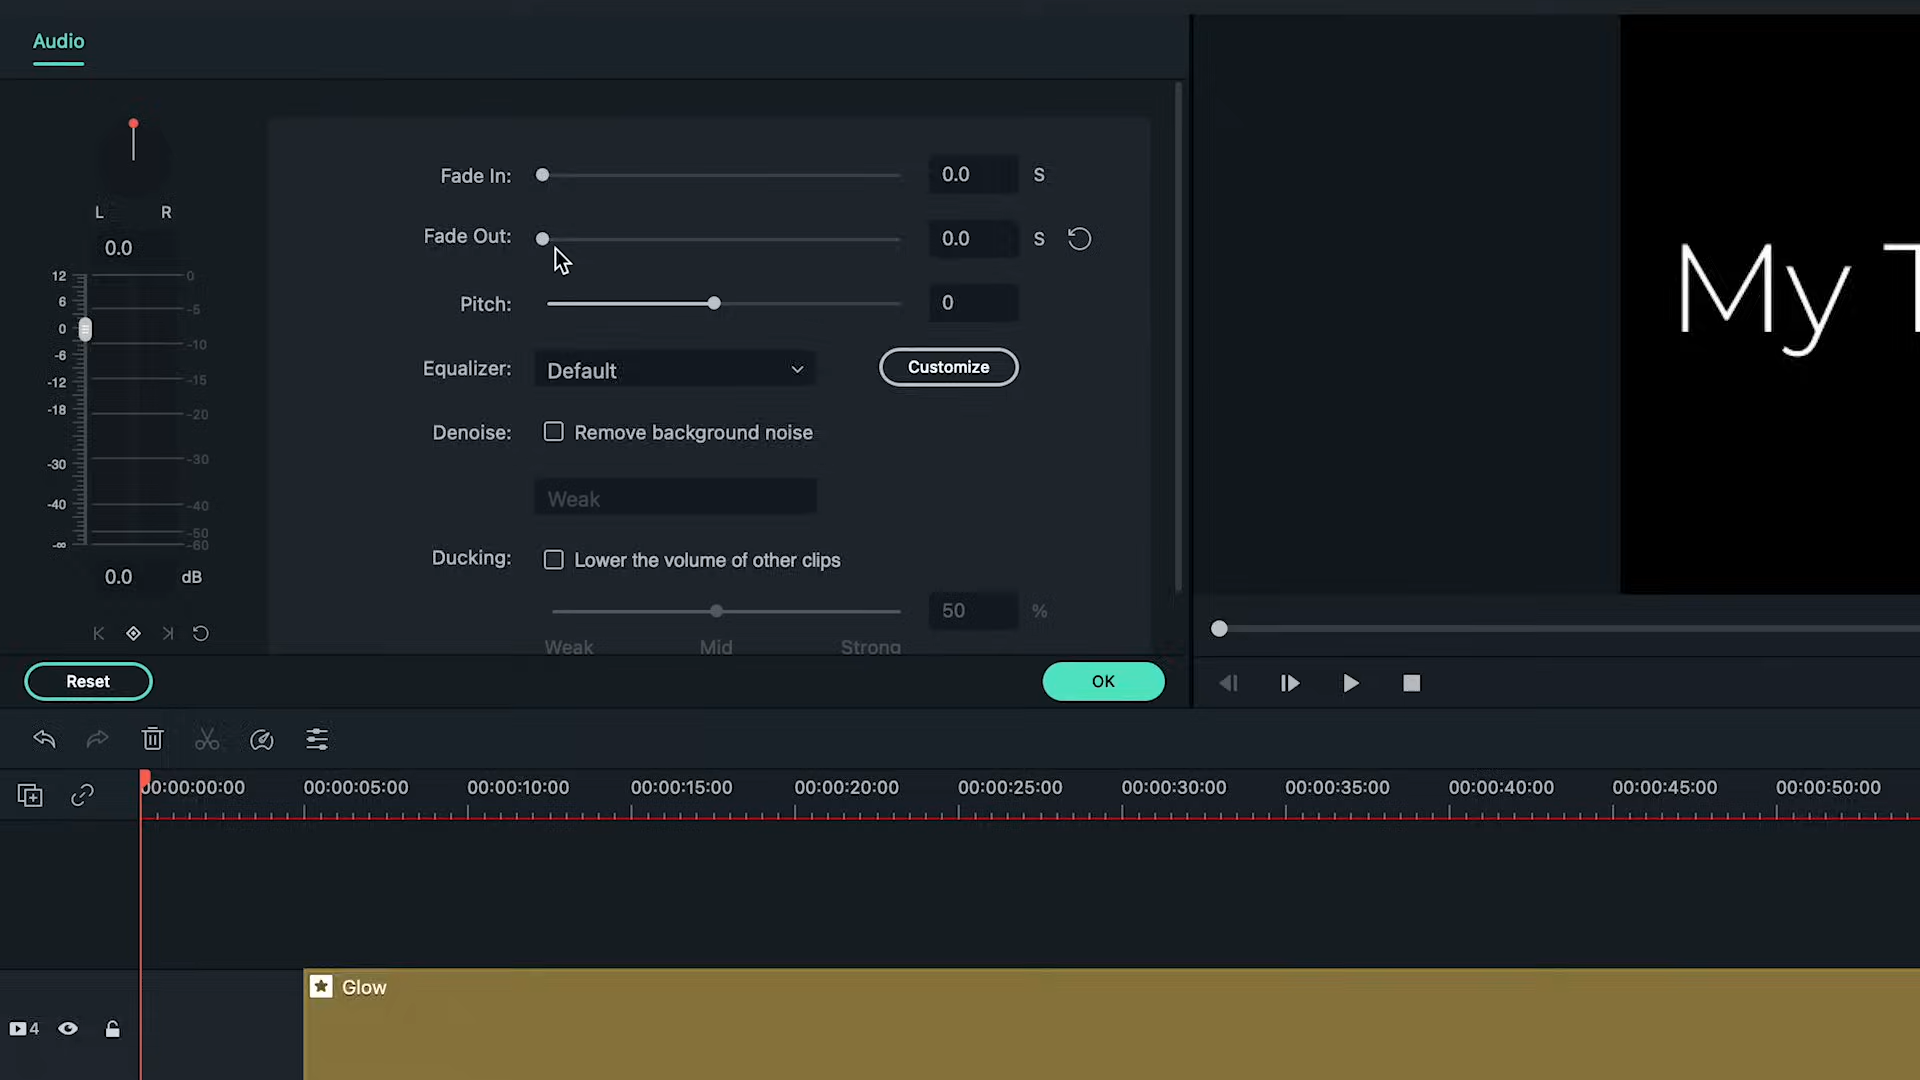 Audio
L R
0.0
12 0
6 -5
0 -10
-6 -15
-12 -20
-18 -30
-30 -40
-40 -50
-∞ -60
0.0 dB
Fade In: 0.0 S
Fade Out: 0.0 S
Pitch: 0
Equalizer: Default Customize
Denoise: Remove background noise
Weak
Ducking: Lower the volume of other clips
50 %
Weak Mid Strong
Reset OK
My T
00:00:00:00 00:00:05:00 00:00:10:00 00:00:15:00 00:00:20:00 00:00:25:00 00:00:30:00 00:00:35:00 00:00:40:00 00:00:45:00 00:00:50:00
Glow
4